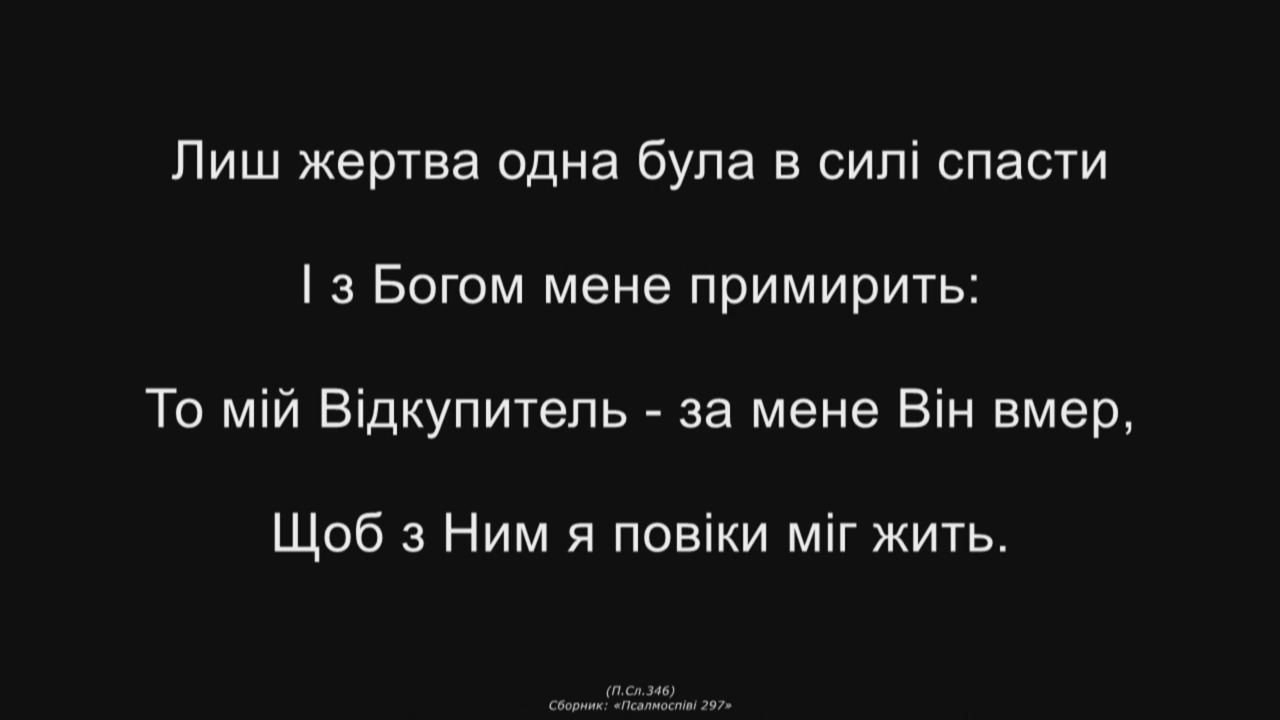 Лиш жертва одна була в силі спасти
І з Богом мене примирить:
То мій Відкупитель - за мене Він вмер,
Щоб з Ним я повіки міг жить.
(П.Сл.346)
Сборник: «Псалмоспіві 297»